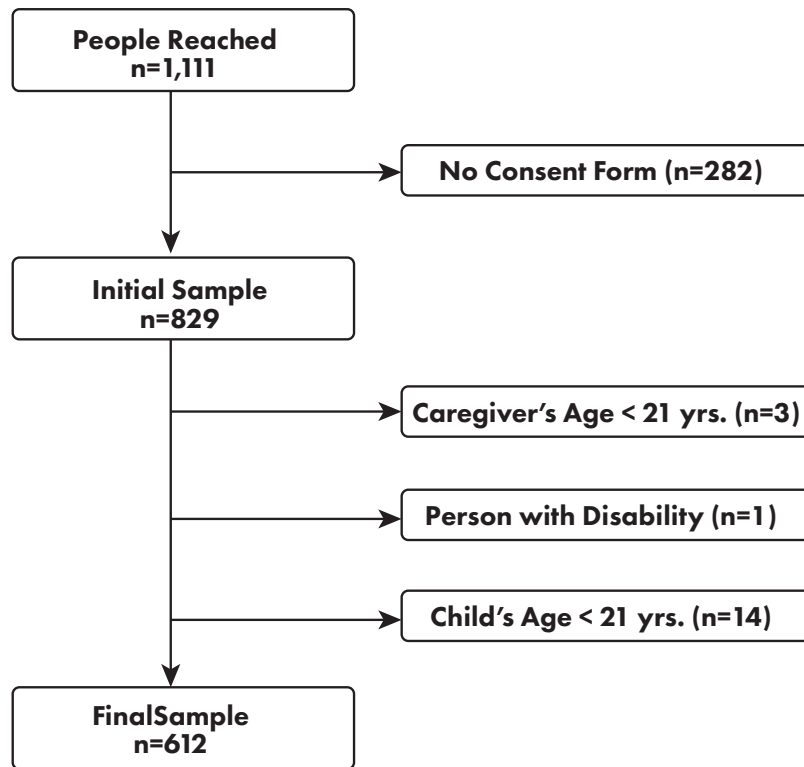 People Reached
n=1,111
No Consent Form (n=282)
Initial Sample
n=829
Caregiver's Age < 21 yrs. (n=3)
Person with Disability (n=1)
Child's Age < 21 yrs. (n=14)
FinalSample
n=612